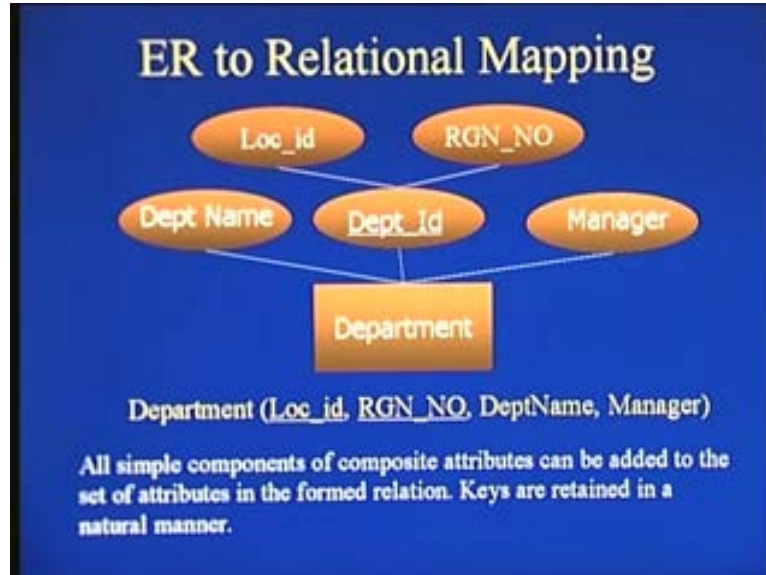 ER to Relational Mapping
Loc_id
RGN_NO
Dept Name
Dept_Id
Manager
Department
Department (Loc_id, RGN_NO, DeptName, Manager)
All simple components of composite attributes can be added to the
set of attributes in the formed relation. Keys are retained in a
natural manner.